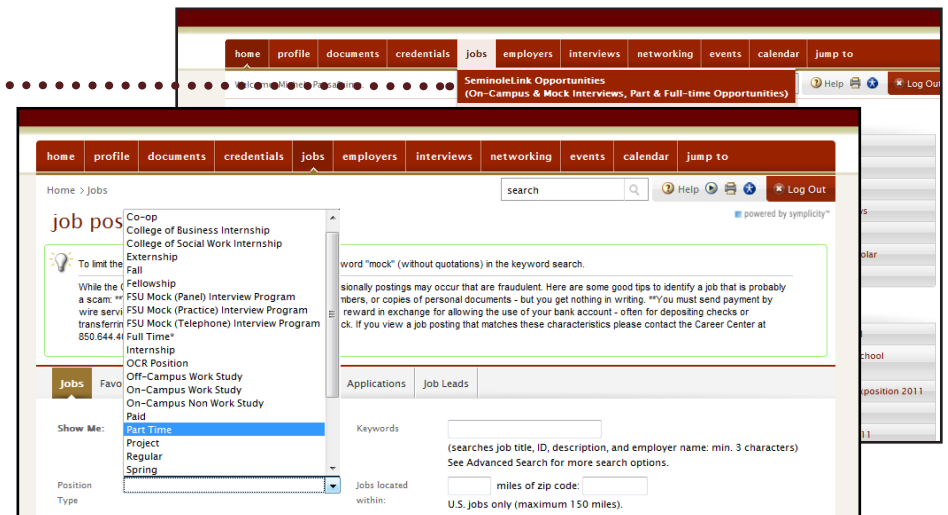 home profile documents credentials jobs employers interviews networking events calendar jump to
SeminoleLink Opportunities
(On-Campus & Mock Interviews, Part & Full-time Opportunities)
Help Log Out
olar
chool
position 2011
11
home profile documents credentials jobs employers interviews networking events calendar jump to
Home > Jobs
search
Help Log Out
job pos
powered by symplicity™
To limit the
word "mock" (without quotations) in the keyword search.
While the
sionally postings may occur that are fraudulent. Here are some good tips to identify a job that is probably
a scam: **
mbers, or copies of personal documents - but you get nothing in writing. **You must send payment by
wire servi
reward in exchange for allowing the use of your bank account - often for depositing checks or
transferrin
ck. If you view a job posting that matches these characteristics please contact the Career Center at
850.644.
Co-op
College of Business Internship
College of Social Work Internship
Externship
Fall
Fellowship
FSU Mock (Panel) Interview Program
FSU Mock (Practice) Interview Program
FSU Mock (Telephone) Interview Program
Full Time*
Internship
OCR Position
Off-Campus Work Study
On-Campus Work Study
On-Campus Non Work Study
Paid
Part Time
Project
Regular
Spring
Jobs Favo Applications Job Leads
Show Me:
Keywords
(searches job title, ID, description, and employer name: min. 3 characters)
See Advanced Search for more search options.
Position
Type
Jobs located
within:
miles of zip code:
U.S. jobs only (maximum 150 miles).